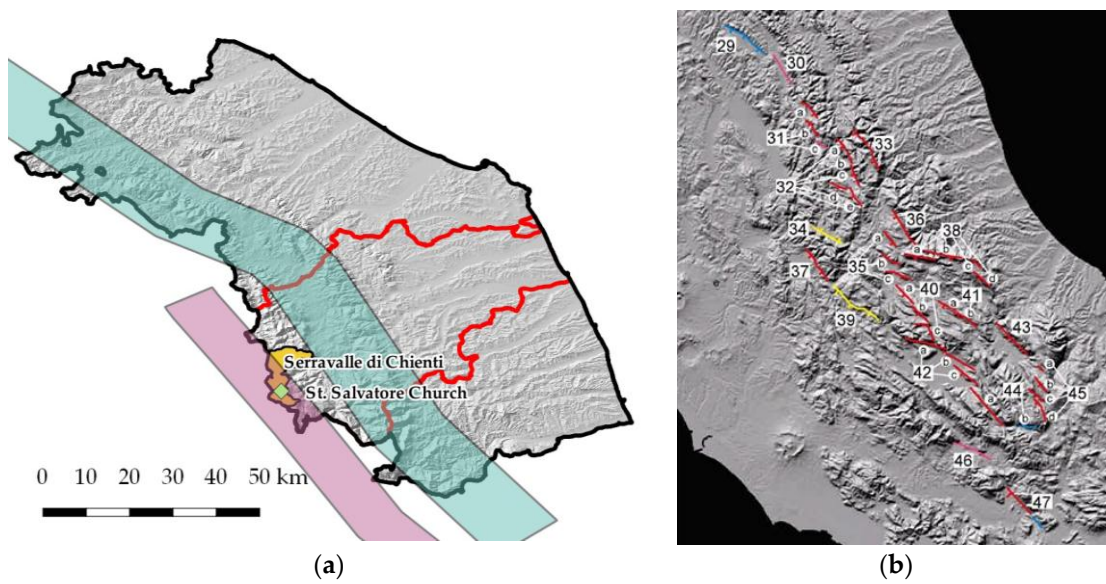 Serravalle di Chienti
St. Salvatore Church
0 10 20 30 40 50 km
(a)
29
30
a
31
b
c
33
a
b
c
32
d
e
34
36
38
a
b
a
b
c
d
35
c
37
40
a
b
41
a
b
39
c
43
a
42
b
c
a
44
a
b
c
45
b
d
46
47
(b)